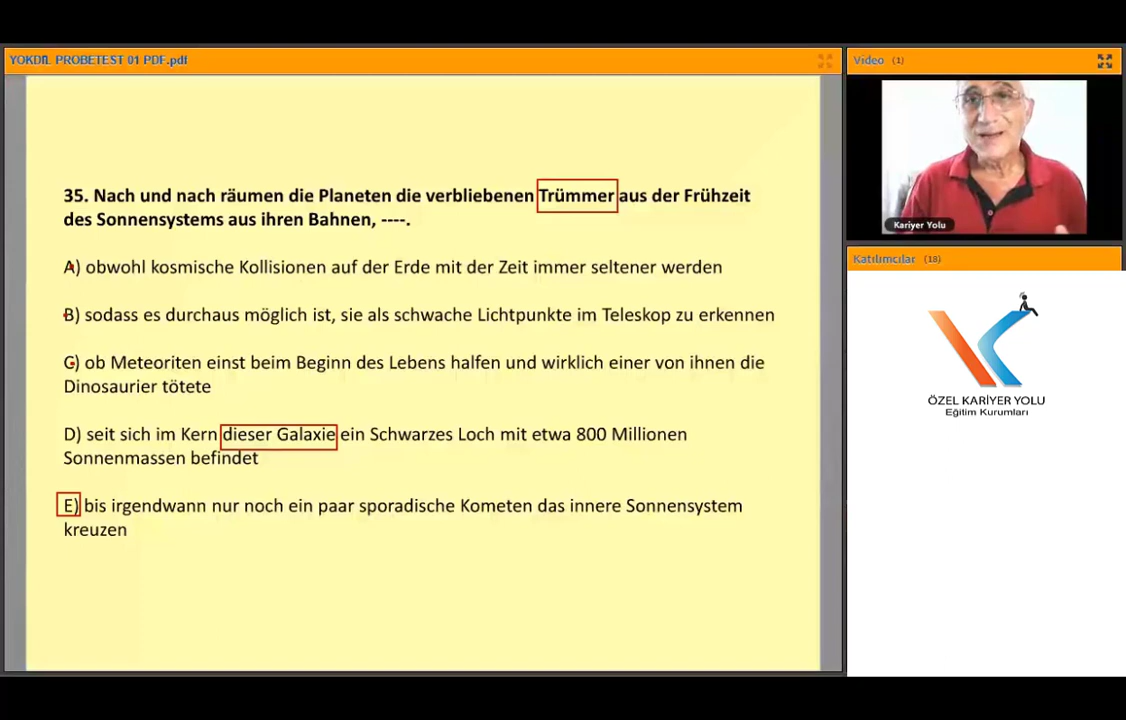 YOKDİL PROBETEST 01 PDF.pdf
Video (1)
Kariyer Yolu
Katılımcılar (18)
ÖZEL KARİYER YOLU
Eğitim Kurumları
35. Nach und nach räumen die Planeten die verbliebenen Trümmer aus der Frühzeit
des Sonnensystems aus ihren Bahnen, ----.
A) obwohl kosmische Kollisionen auf der Erde mit der Zeit immer seltener werden
B) sodass es durchaus möglich ist, sie als schwache Lichtpunkte im Teleskop zu erkennen
C) ob Meteoriten einst beim Beginn des Lebens halfen und wirklich einer von ihnen die
Dinosaurier tötete
D) seit sich im Kern dieser Galaxie ein Schwarzes Loch mit etwa 800 Millionen
Sonnenmassen befindet
E) bis irgendwann nur noch ein paar sporadische Kometen das innere Sonnensystem
kreuzen